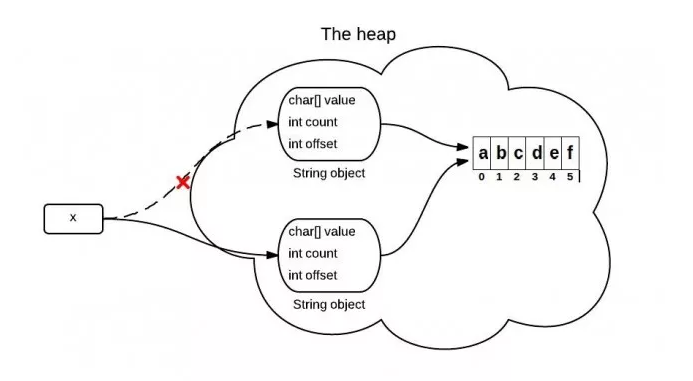 The heap
char[] value
int count
int offset
String object
a b c d e f
0 1 2 3 4 5
x
char[] value
int count
int offset
String object